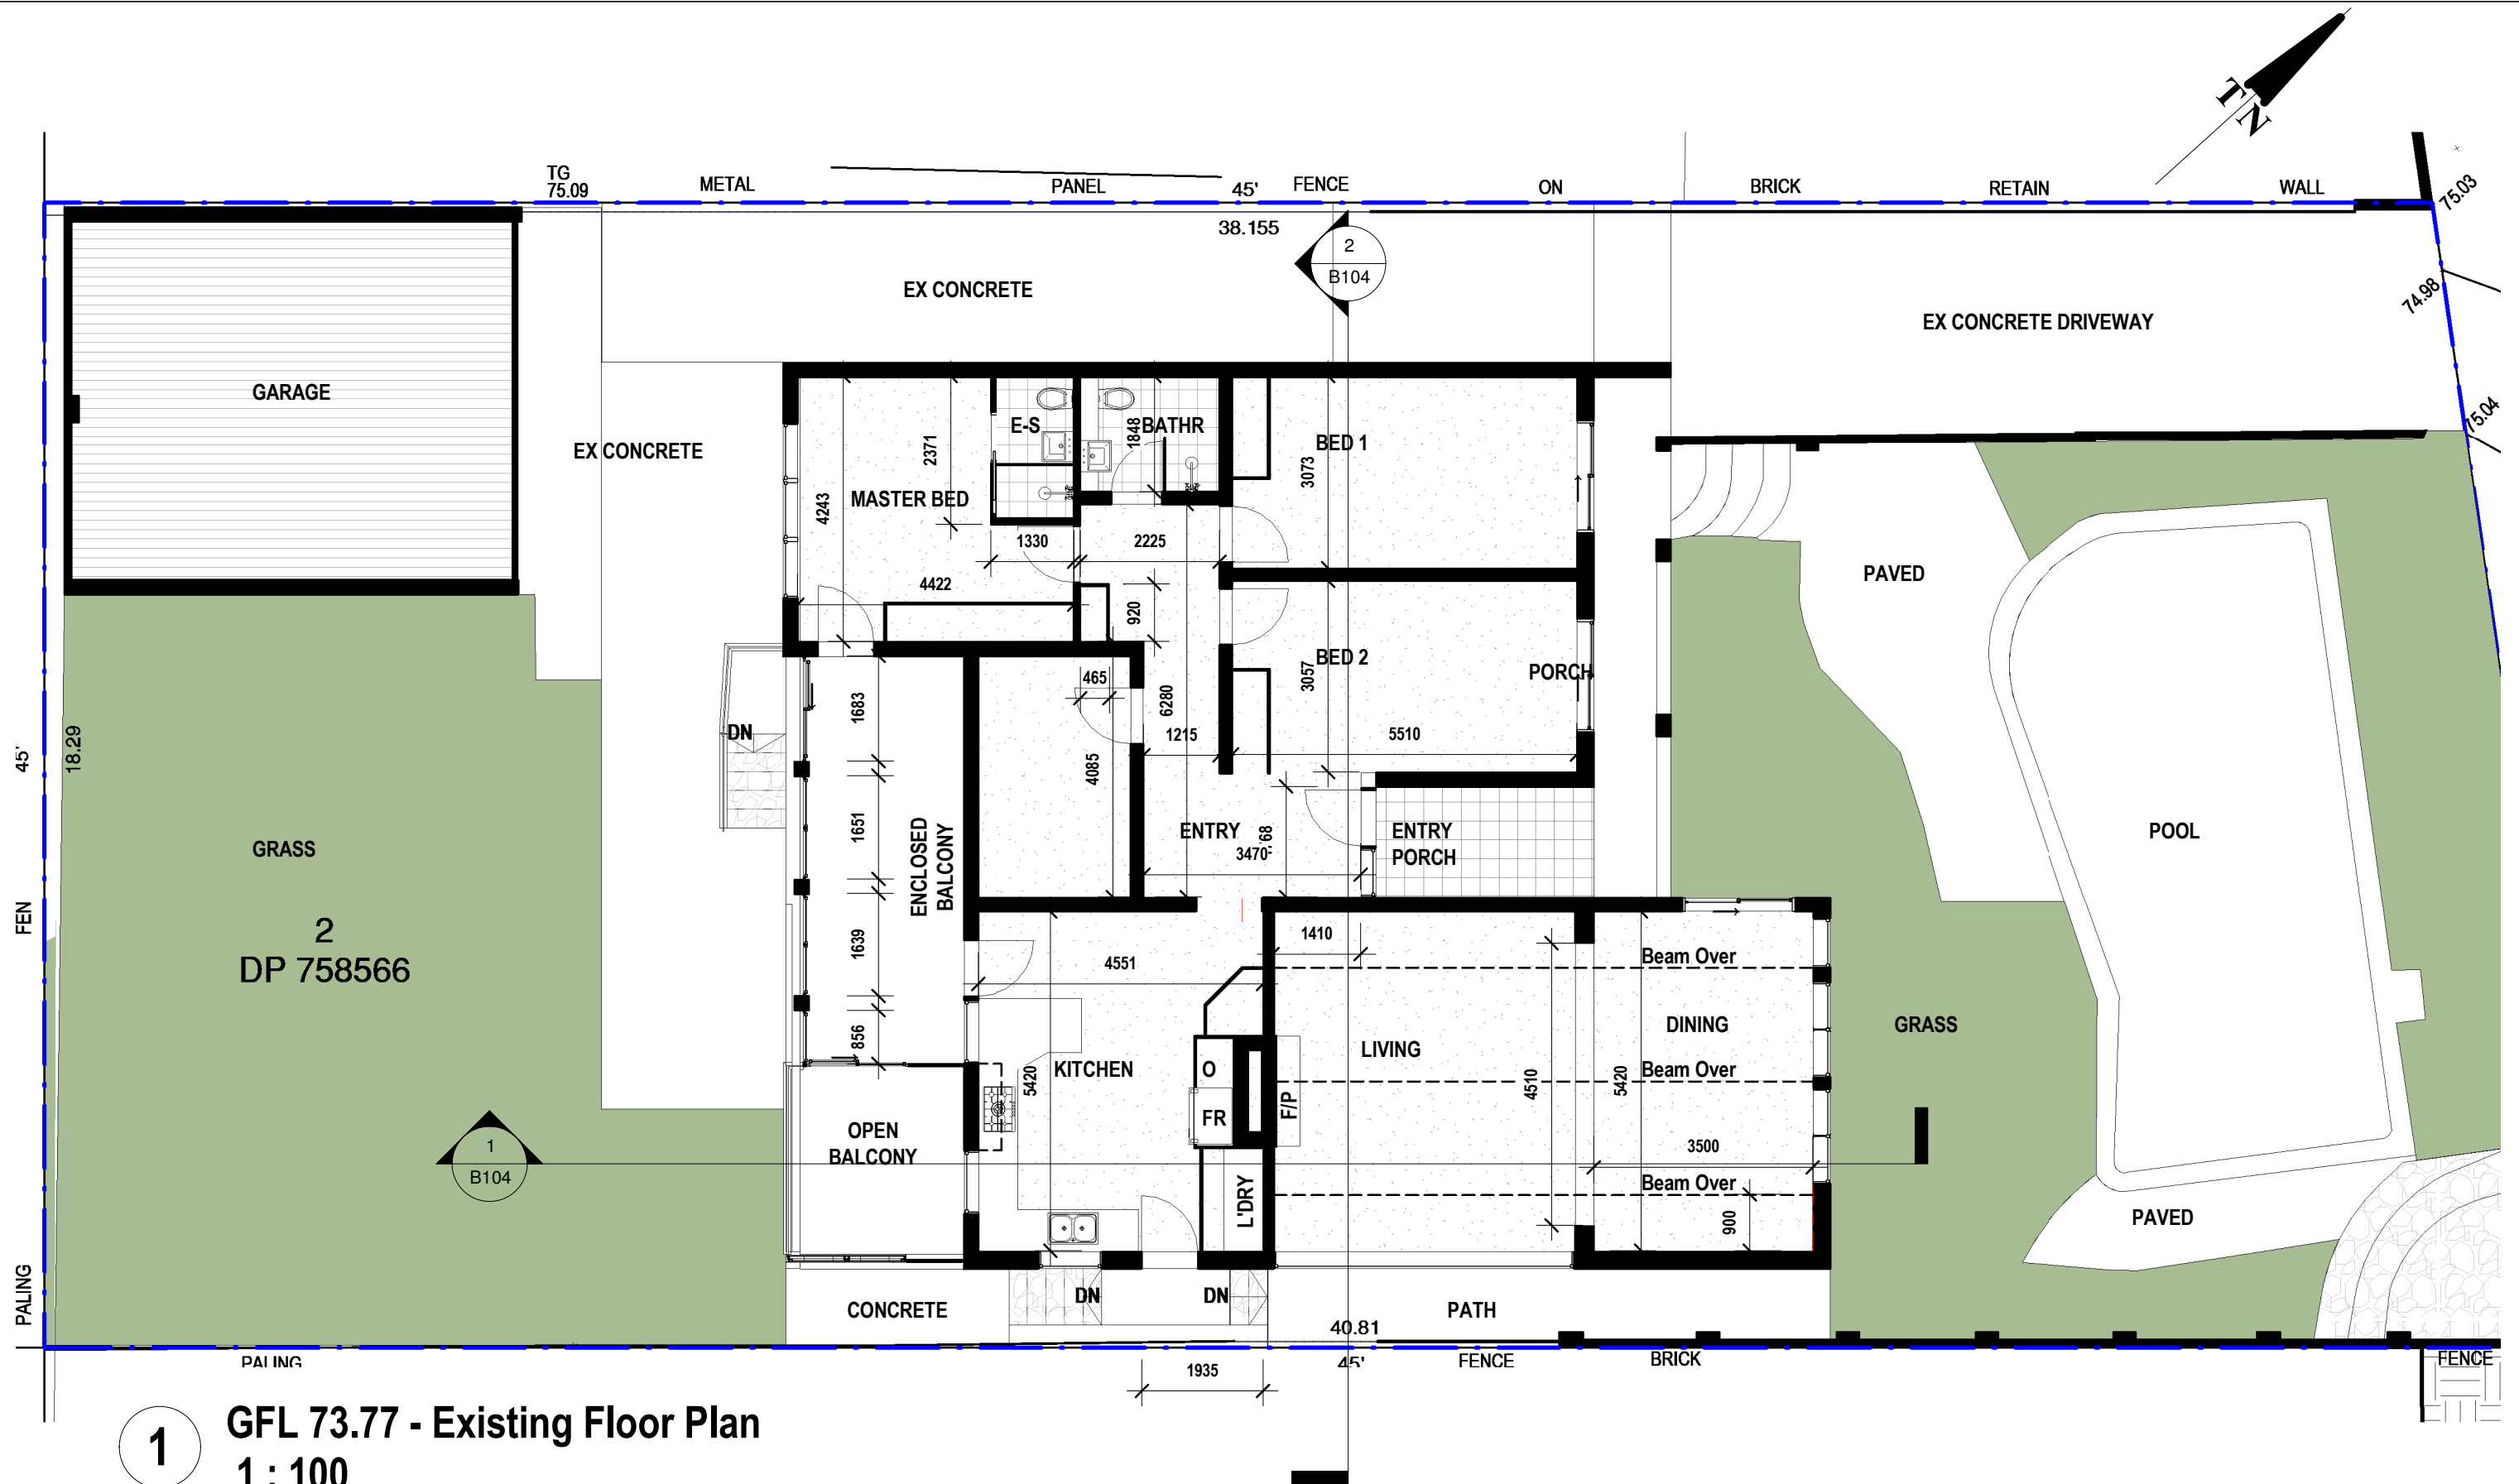 TN
TG
75.09
METAL
PANEL
45'
FENCE
ON
BRICK
RETAIN
WALL
75.03
38.155
2
B104
EX CONCRETE
74.98
EX CONCRETE DRIVEWAY
75.04
GARAGE
EX CONCRETE
E-S
BATHR
1848
2371
BED 1
3073
MASTER BED
4243
1330
2225
4422
920
PAVED
BED 2
3057
PORCH
465
1683
6280
1215
5510
DN
45'
18.29
4085
1651
ENCLOSED
BALCONY
ENTRY
3470
ENTRY
PORCH
POOL
GRASS
FEN
2
DP 758566
1639
4551
1410
Beam Over
856
KITCHEN
5420
O
FR
F/P
LIVING
4510
5420
DINING
Beam Over
GRASS
OPEN
BALCONY
1
B104
3500
Beam Over
900
L'DRY
PAVED
PALING
CONCRETE
DN
DN
PATH
40.81
PALING
45'
FENCE
BRICK
FENCE
1935
1
GFL 73.77 - Existing Floor Plan
1 : 100